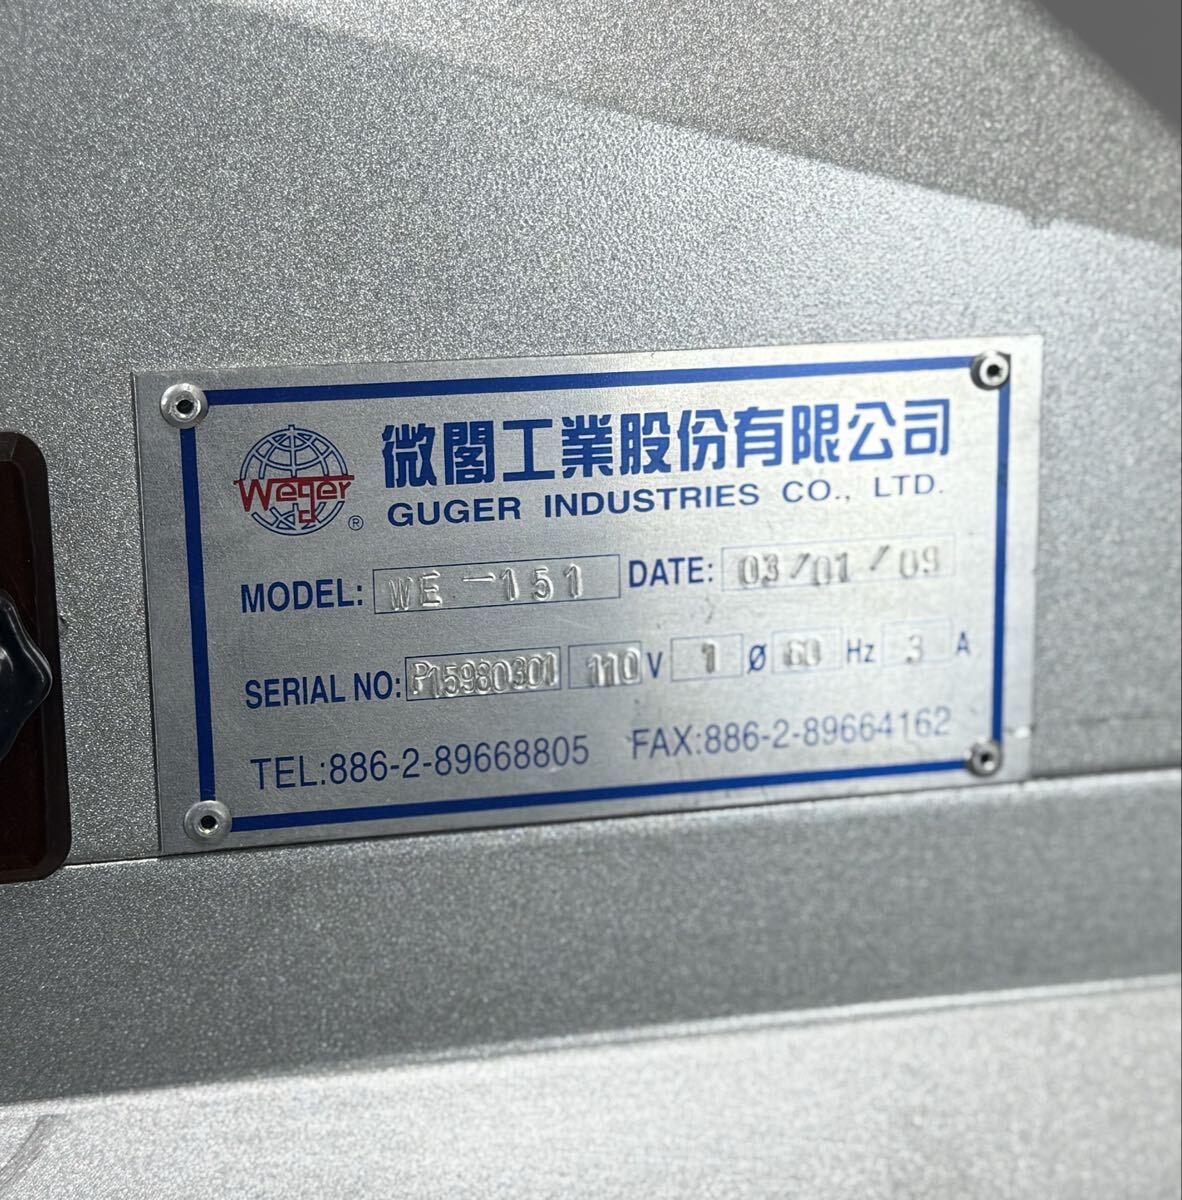 微閣工業股份有限公司
Weger ®
GUGER INDUSTRIES CO., LTD.
MODEL: WE-151 DATE: 03/01/09
SERIAL NO: P15980301 110 V 1 Ø 60 Hz 3 A
TEL:886-2-89668805 FAX:886-2-89664162